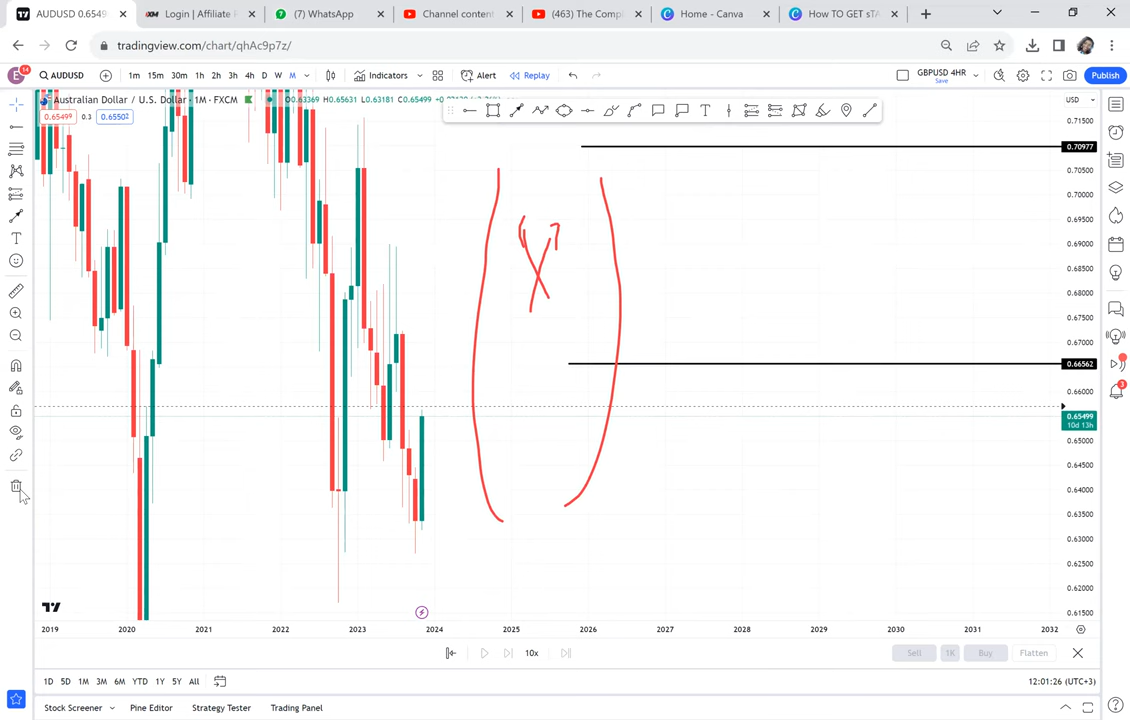 AUDUSD 0.6549
Login | Affiliate
(7) WhatsApp
Channel content
(463) The Compl
Home - Canva
How TO GET sTA
tradingview.com/chart/qhAc9p7z/
E 14 AUDUSD 1m 15m 30m 1h 2h 3h 4h D W M Indicators Alert Replay GBPUSD 4HR Save Publish
Australian Dollar / U.S. Dollar · 1M · FXCM O0.63369 H0.65631 L0.63181 C0.65499
0.65499 0.3 0.65502
USD
0.71500
0.70977
0.70500
0.70000
0.69500
0.69000
0.68500
0.68000
0.67500
0.67000
0.66562
0.66000
0.65499
10d 13h
0.65000
0.64500
0.64000
0.63500
0.63000
0.62500
0.62000
0.61500
3
2019 2020 2021 2022 2023 2024 2025 2026 2027 2028 2029 2030 2031 2032
10x Sell 1K Buy Flatten
1D 5D 1M 3M 6M YTD 1Y 5Y All 12:01:26 (UTC+3)
Stock Screener Pine Editor Strategy Tester Trading Panel